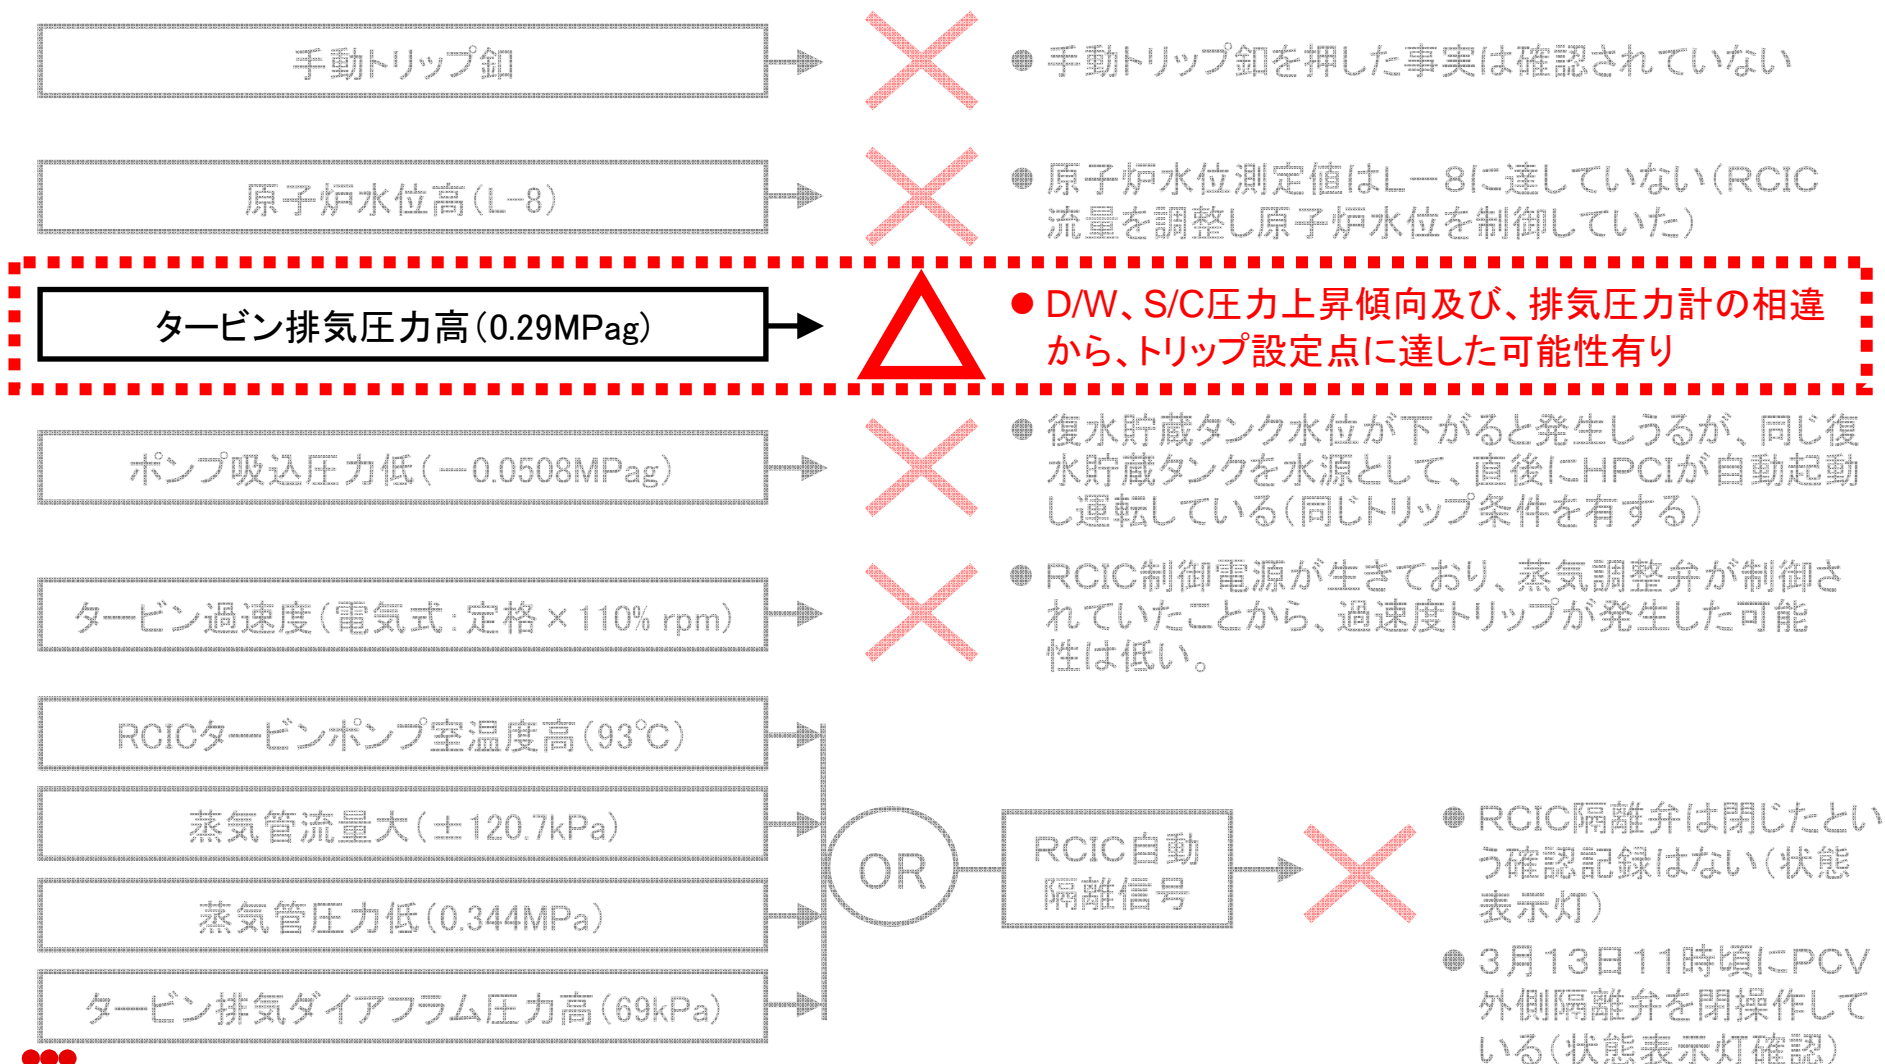 手動トリップ釦
● 手動トリップ釦を押した事実は確認されていない
原子炉水位高(L-8)
● 原子炉水位測定値はL－8に達していない(RCIC
流量を調整し原子炉水位を制御していた)
タービン排気圧力高(0.29MPag)
● D/W、S/C圧力上昇傾向及び、排気圧力計の相違
から、トリップ設定点に達した可能性有り
ポンプ吸込圧力低(－0.0508MPag)
● 復水貯蔵タンク水位が下がると発生しうるが、同じ復
水貯蔵タンクを水源として、直後にHPCIが自動起動
し運転している(同じトリップ条件を有する)
タービン過速度(電気式:定格×110% rpm)
● RCIC制御電源が生きており、蒸気調整弁が制御さ
れていたことから、過速度トリップが発生した可能
性は低い。
RCICタービンポンプ室温度高(93℃)
蒸気管流量大(±120.7kPa)
蒸気管圧力低(0.344MPa)
タービン排気ダイアフラム圧力高(69kPa)
OR
RCIC自動
隔離信号
● RCIC隔離弁は閉じたとい
う確認記録はない(状態
表示灯)
● 3月13日11時頃にPCV
外側隔離弁を閉操作して
いる(状態表示灯確認)